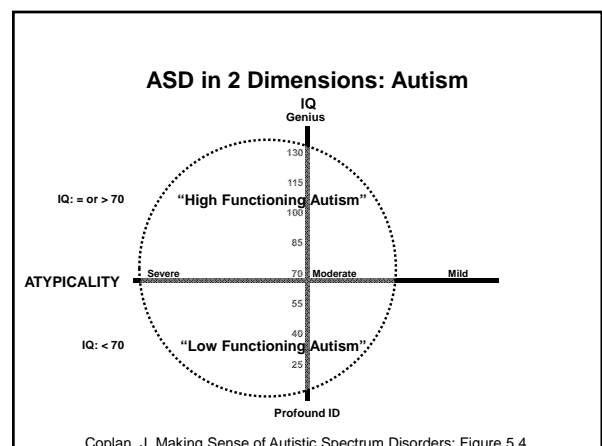 ASD in 2 Dimensions: Autism
IQ
Genius
130
115
IQ: = or > 70
“High Functioning Autism”
100
85
ATYPICALITY
Severe
70
Moderate
Mild
55
40
IQ: < 70
“Low Functioning Autism”
25
Profound ID
Coplan, J. Making Sense of Autistic Spectrum Disorders: Figure 5.4